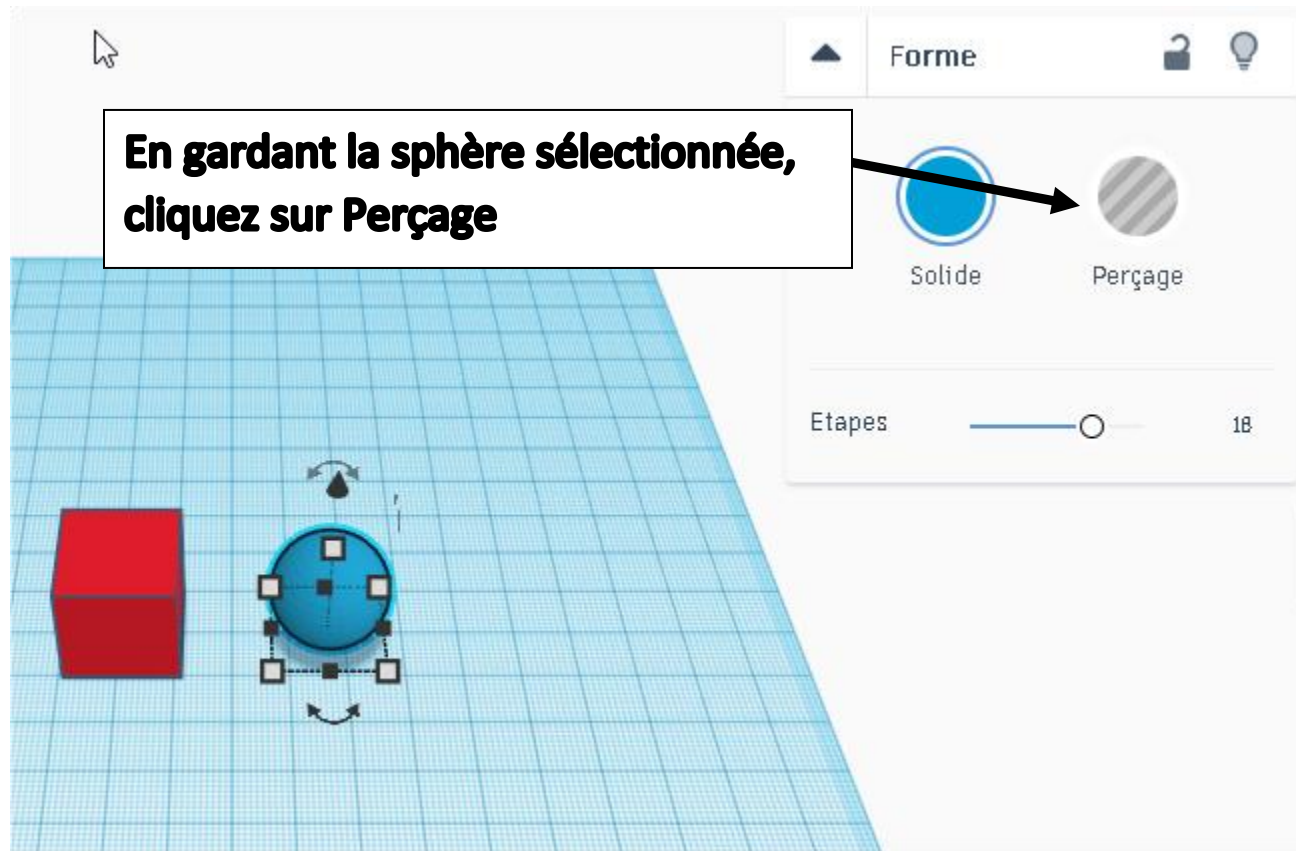 Forme
En gardant la sphère sélectionnée,
cliquez sur Perçage
Solide
Perçage
Etapes
18